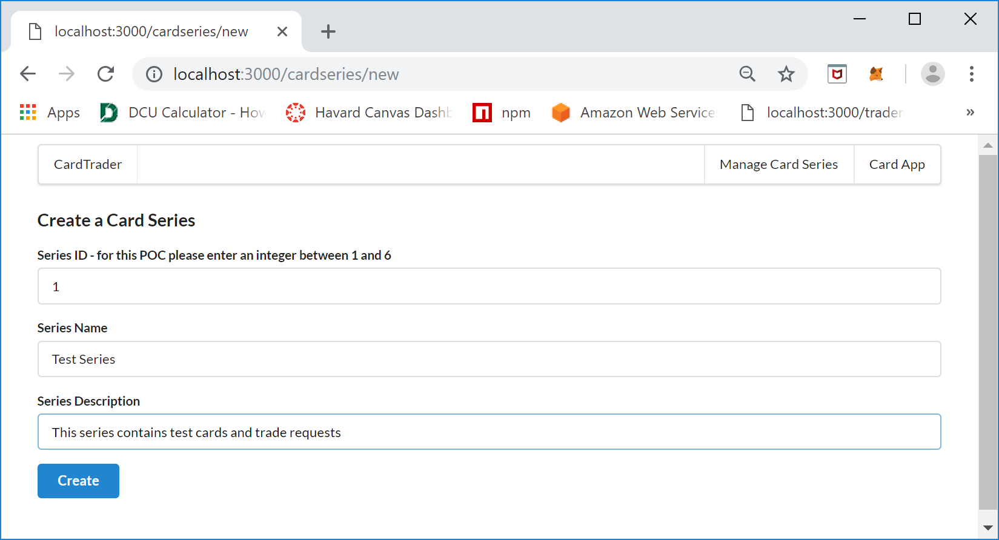 localhost:3000/cardseries/new
localhost:3000/cardseries/new
Apps DCU Calculator - How Havard Canvas Dashb npm Amazon Web Service localhost:3000/trader »
CardTrader Manage Card Series Card App
Create a Card Series
Series ID - for this POC please enter an integer between 1 and 6
1
Series Name
Test Series
Series Description
This series contains test cards and trade requests
Create